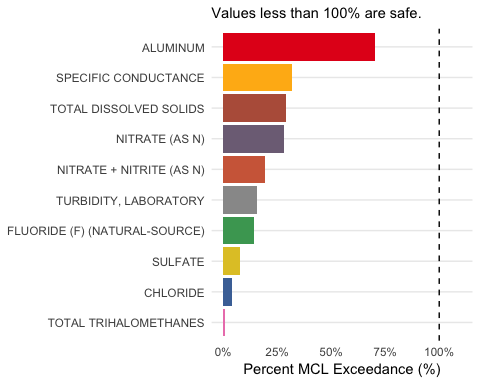 Values less than 100% are safe.
ALUMINUM
SPECIFIC CONDUCTANCE
TOTAL DISSOLVED SOLIDS
NITRATE (AS N)
NITRATE + NITRITE (AS N)
TURBIDITY, LABORATORY
FLUORIDE (F) (NATURAL-SOURCE)
SULFATE
CHLORIDE
TOTAL TRIHALOMETHANES
0% 25% 50% 75% 100%
Percent MCL Exceedance (%)